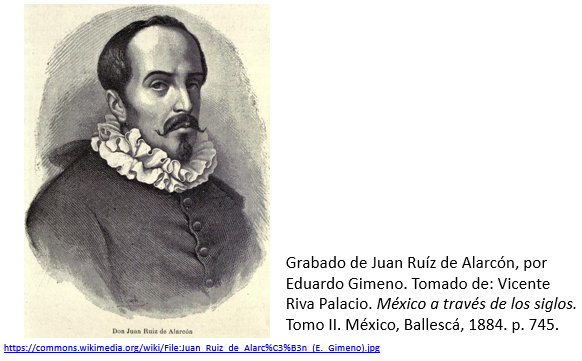 Don Juan Ruiz de Alarcón
Grabado de Juan Ruíz de Alarcón, por
Eduardo Gimeno. Tomado de: Vicente
Riva Palacio. México a través de los siglos.
Tomo II. México, Ballescá, 1884. p. 745.
https://commons.wikimedia.org/wiki/File:Juan_Ruiz_de_Alarc%C3%B3n_(E._Gimeno).jpg